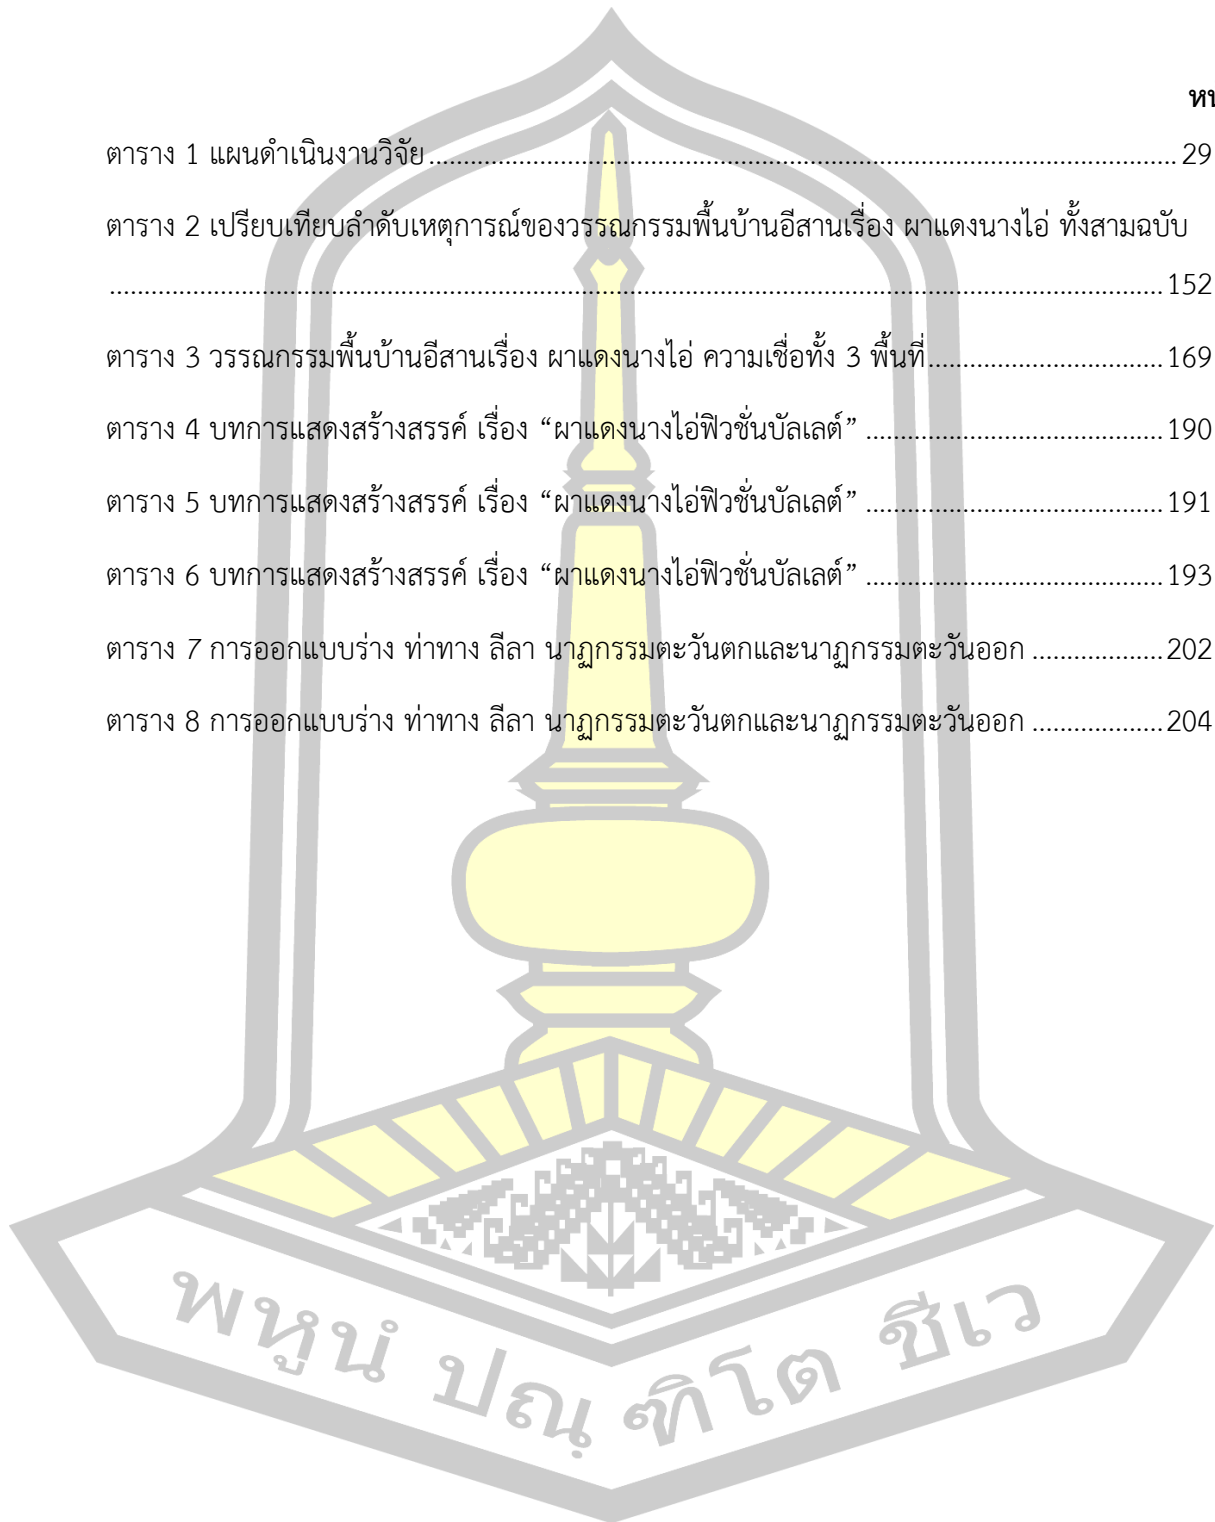 ตาราง 1 แผนดำเนินงานวิจัย.......... 29
ตาราง 2 เปรียบเทียบลำดับเหตุการณ์ของวรรณกรรมพื้นบ้านอีสานเรื่อง ผาแดงนางไอ่ ทั้งสามฉบับ
.......... 152
ตาราง 3 วรรณกรรมพื้นบ้านอีสานเรื่อง ผาแดงนางไอ่ ความเชื่อทั้ง 3 พื้นที่.......... 169
ตาราง 4 บทการแสดงสร้างสรรค์ เรื่อง “ผาแดงนางไอ่ฟิวชั่นบัลเลต์” .......... 190
ตาราง 5 บทการแสดงสร้างสรรค์ เรื่อง “ผาแดงนางไอ่ฟิวชั่นบัลเลต์” .......... 191
ตาราง 6 บทการแสดงสร้างสรรค์ เรื่อง “ผาแดงนางไอ่ฟิวชั่นบัลเลต์” .......... 193
ตาราง 7 การออกแบบร่าง ท่าทาง ลีลา นาฏกรรมตะวันตกและนาฏกรรมตะวันออก .......... 202
ตาราง 8 การออกแบบร่าง ท่าทาง ลีลา นาฏกรรมตะวันตกและนาฏกรรมตะวันออก .......... 204
พหูนํ ปณฺฑิโต ชีเว